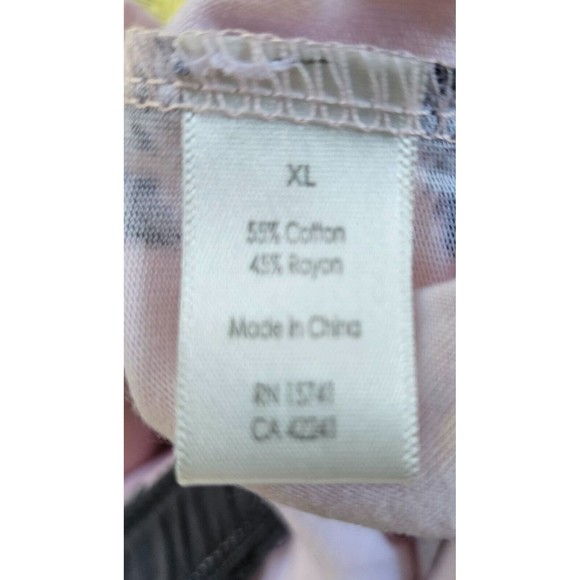 XL
55% Cotton
45% Rayon
Made in China
RN 15741
CA 42241